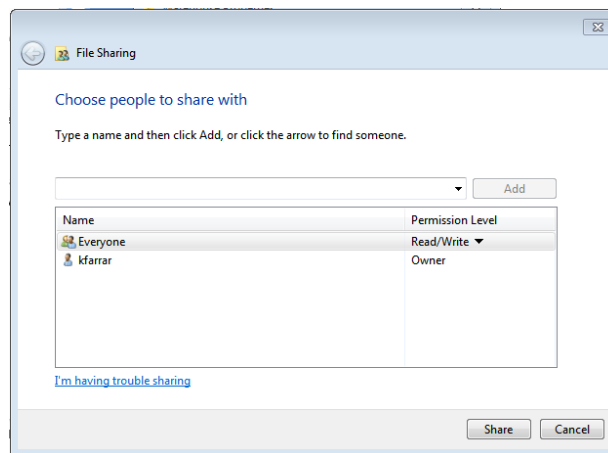 File Sharing
Choose people to share with
Type a name and then click Add, or click the arrow to find someone.
Add
Name Permission Level
Everyone Read/Write
kfarrar Owner
I'm having trouble sharing
Share Cancel